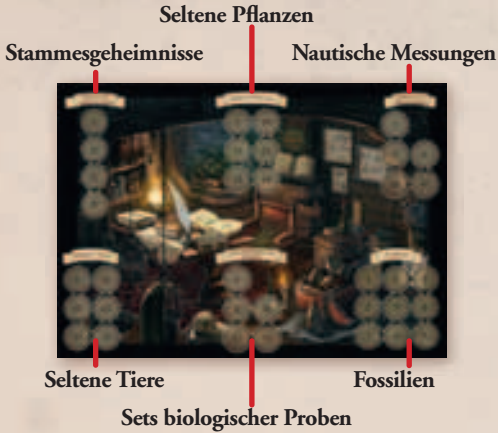 Seltene Pflanzen
Stammesgeheimnisse
Nautische Messungen
Seltene Tiere
Fossilien
Sets biologischer Proben